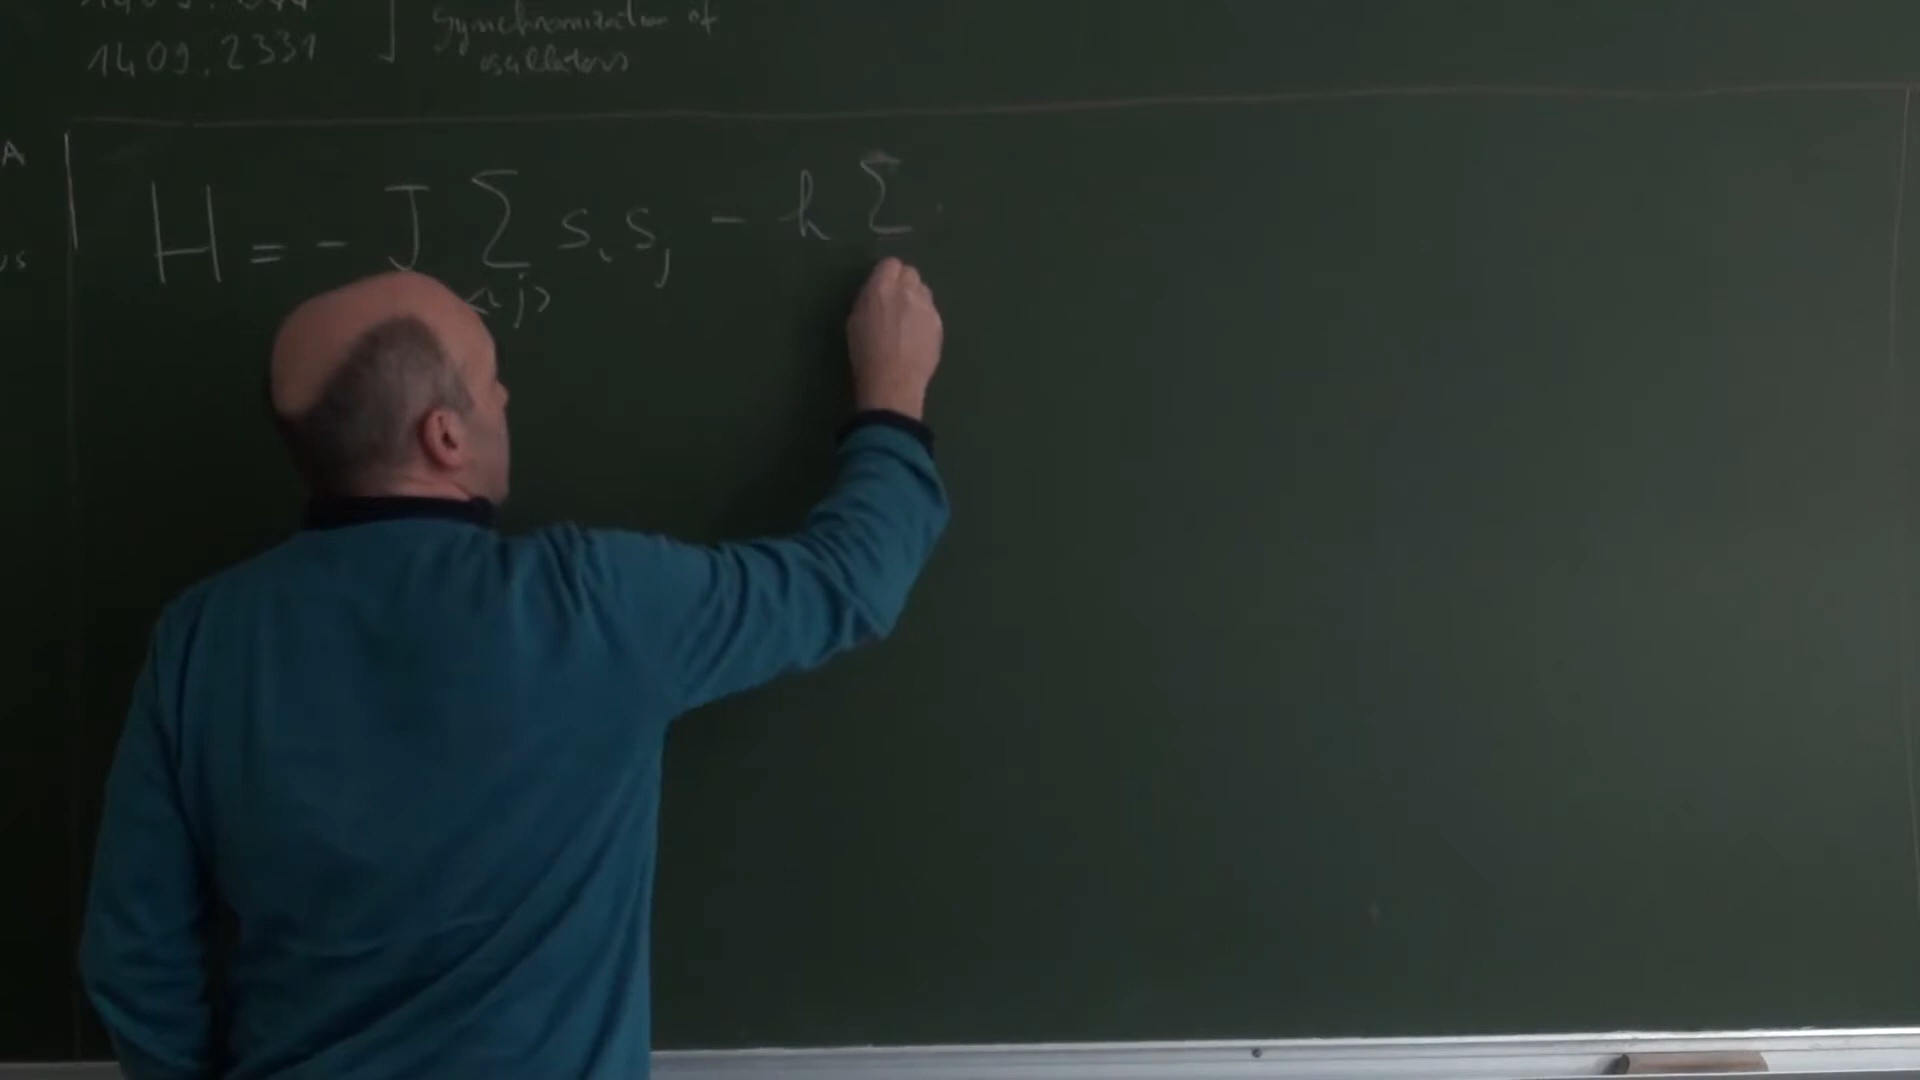 1409.2331 ] Synchronization of
oscillators
A
H = - J ∑ s_i s_j - h ∑
<ij>